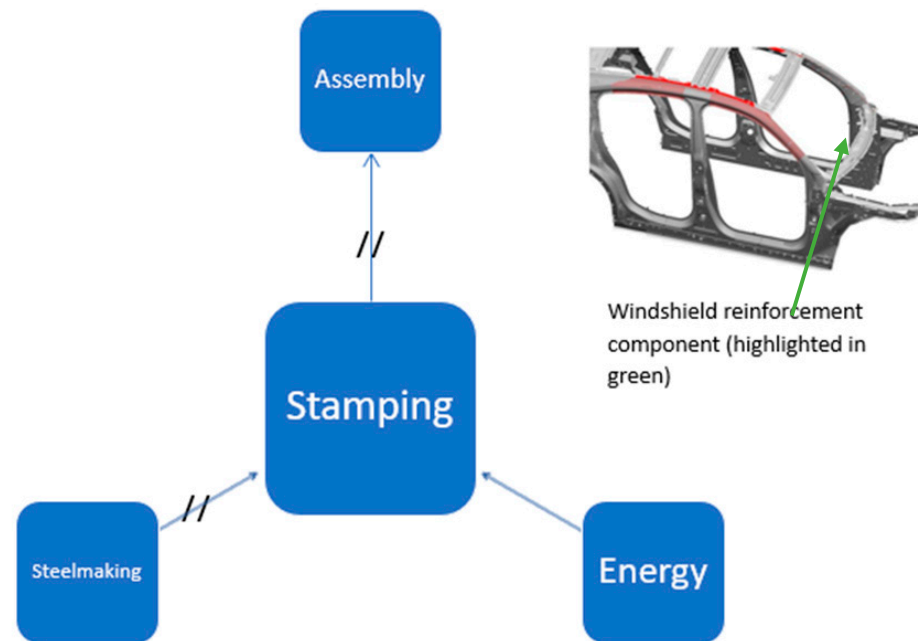 Assembly
//
Stamping
Windshield reinforcement
component (highlighted in
green)
//
Steelmaking
Energy